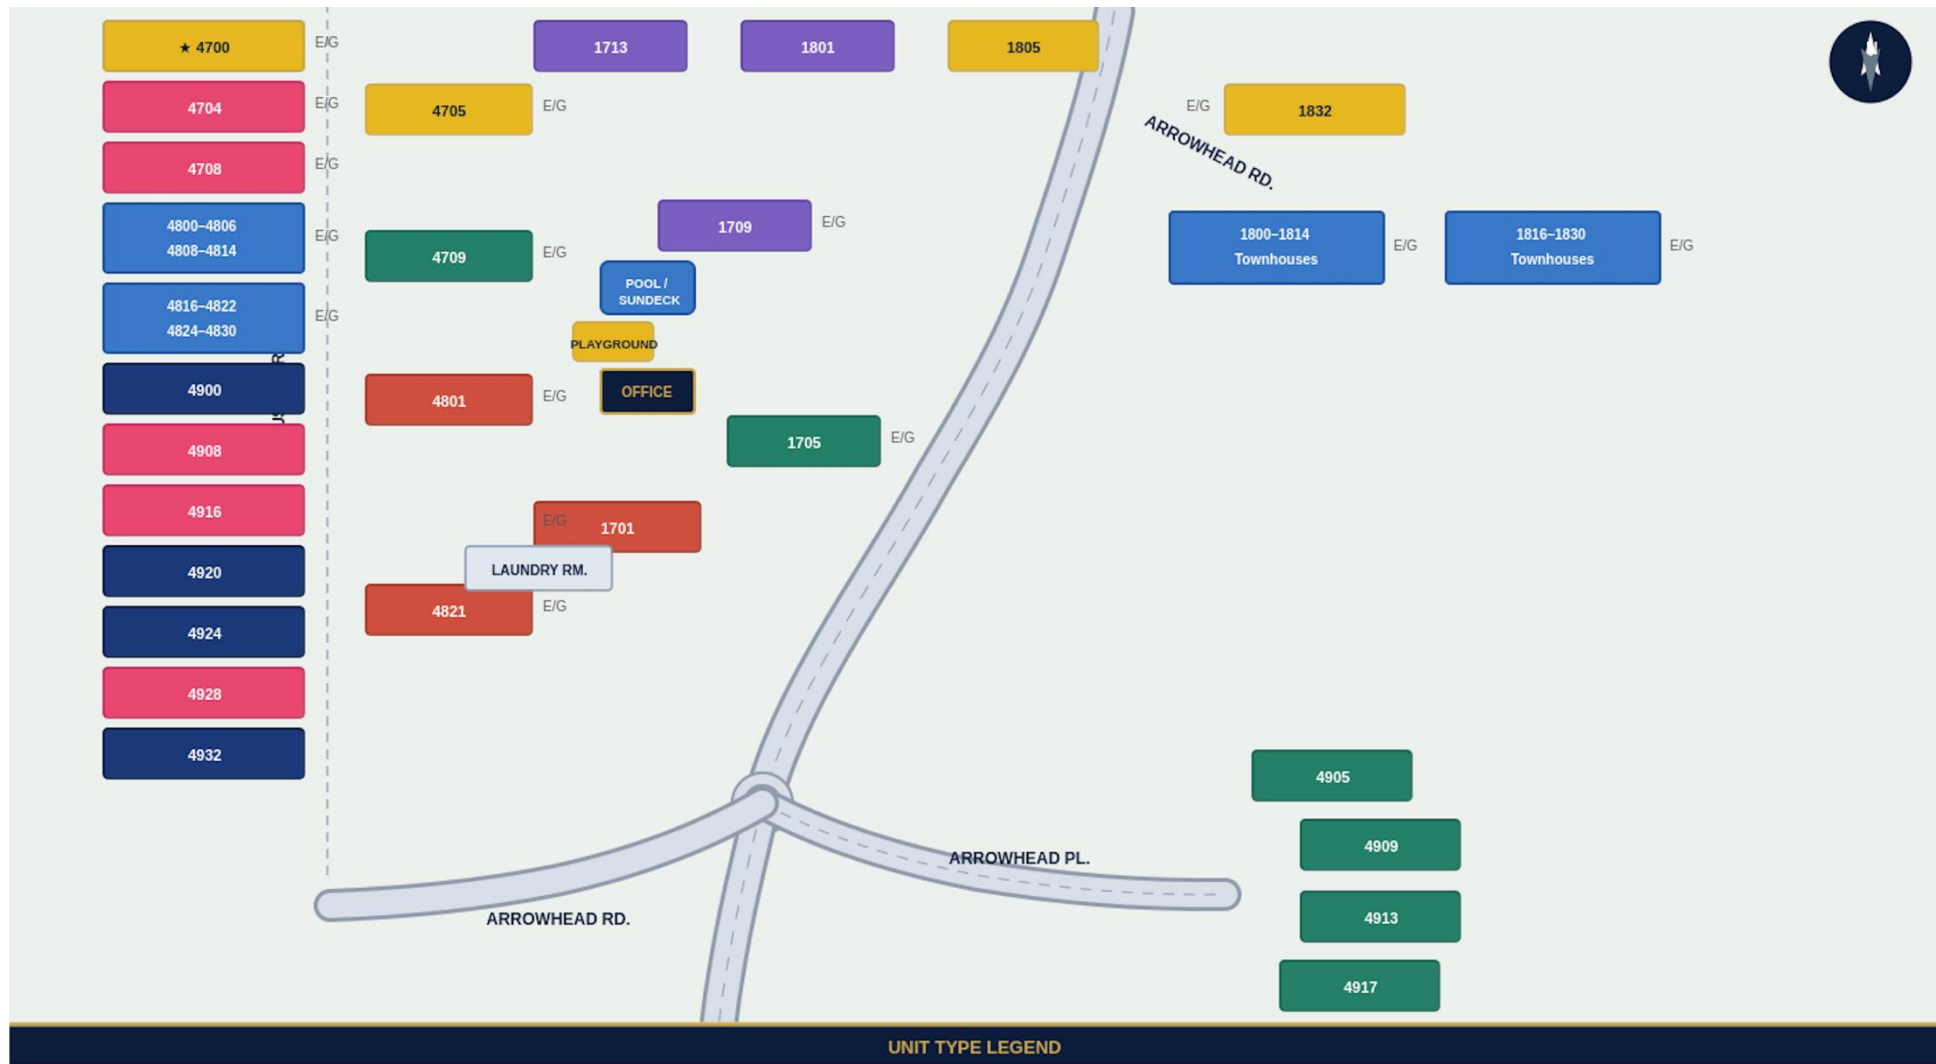 ★ 4700
E/G
1713
1801
1805
4704
E/G
4705
E/G
E/G
1832
ARROWHEAD RD.
4708
E/G
4800–4806
4808–4814
E/G
4709
E/G
1709
E/G
1800–1814
Townhouses
E/G
1816–1830
Townhouses
E/G
POOL /
SUNDECK
4816–4822
4824–4830
E/G
PLAYGROUND
4900
4801
E/G
OFFICE
4908
1705
E/G
4916
E/G
1701
4920
LAUNDRY RM.
4821
E/G
4924
4928
4932
4905
4909
ARROWHEAD PL.
ARROWHEAD RD.
4913
4917
UNIT TYPE LEGEND